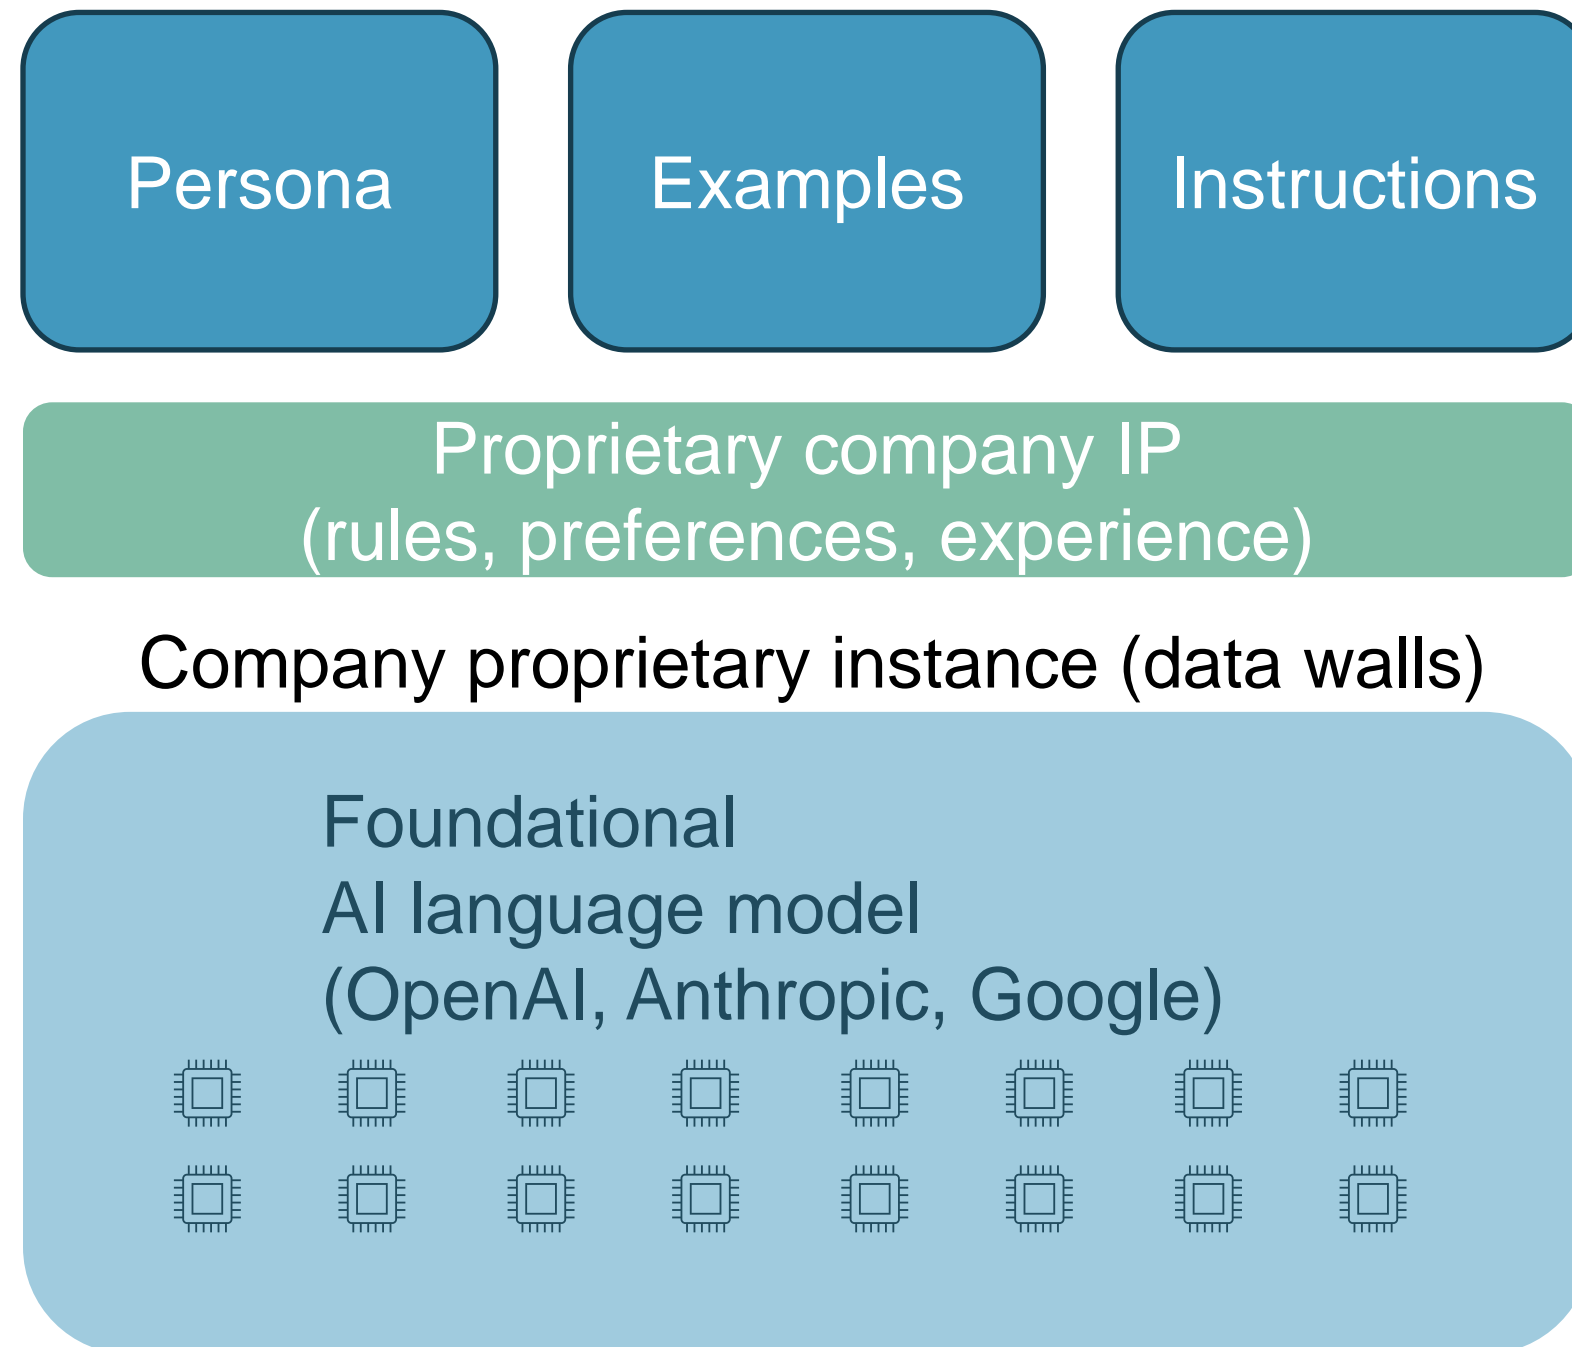 Persona
Examples
Instructions
Proprietary company IP
(rules, preferences, experience)
Company proprietary instance (data walls)
Foundational
AI language model
(OpenAI, Anthropic, Google)